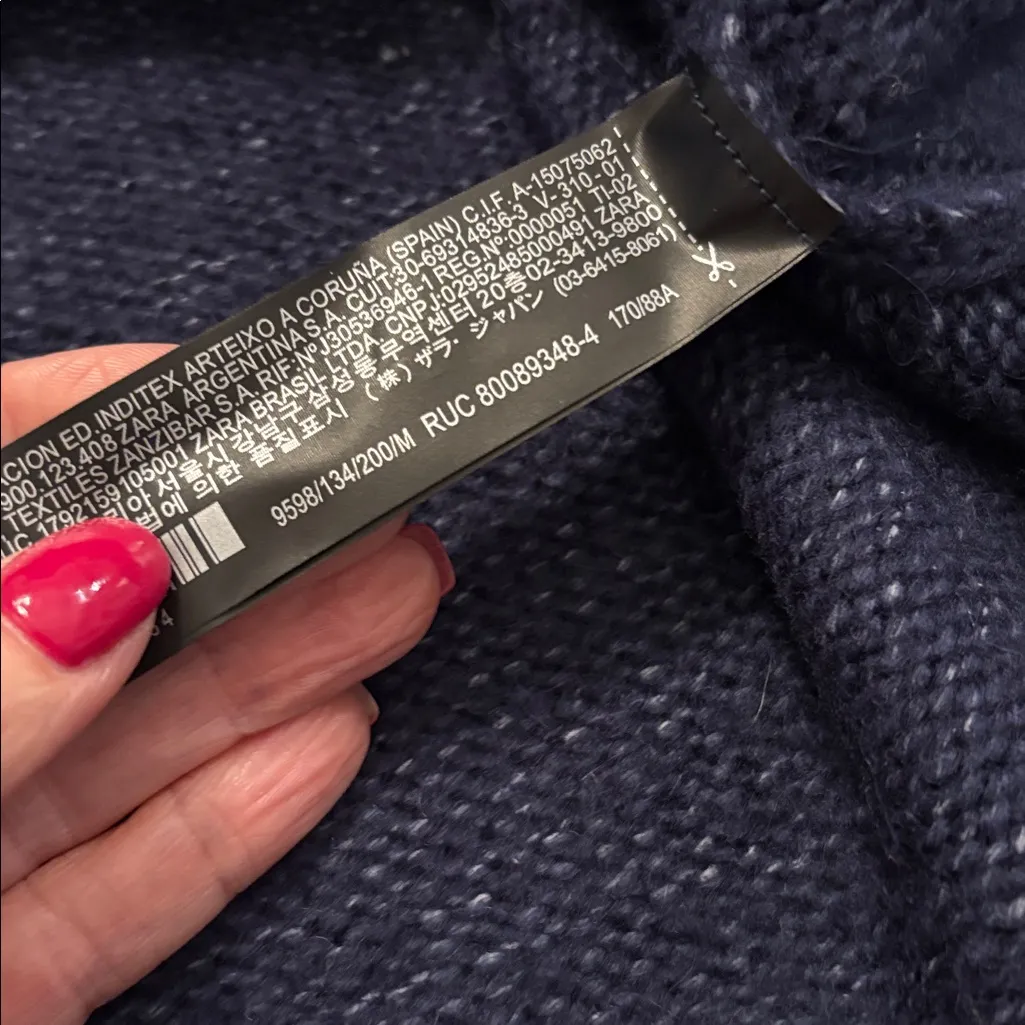 CION ED. INDITEX ARTEIXO A CORUÑA (SPAIN) C.I.F. A-15075062
900.123.408 ZARA ARGENTINA S.A. CUIT:30-69314836-3 V-310-01
TEXTILES ZANZIBAR S.A. RIF.Nº J30536946-1 REG.Nº:0000051 TI-02
UC 1792159105001 ZARA BRASIL LTDA. CNPJ:02952485000491 ZARA
서울시 강남구 삼성동 무역센터 20층 02-3413-9800
법에 의한 품질표시 (株) ザラ・ジャパン (03-6415-8061)
9598/134/200/M RUC 80089348-4 170/88A
34